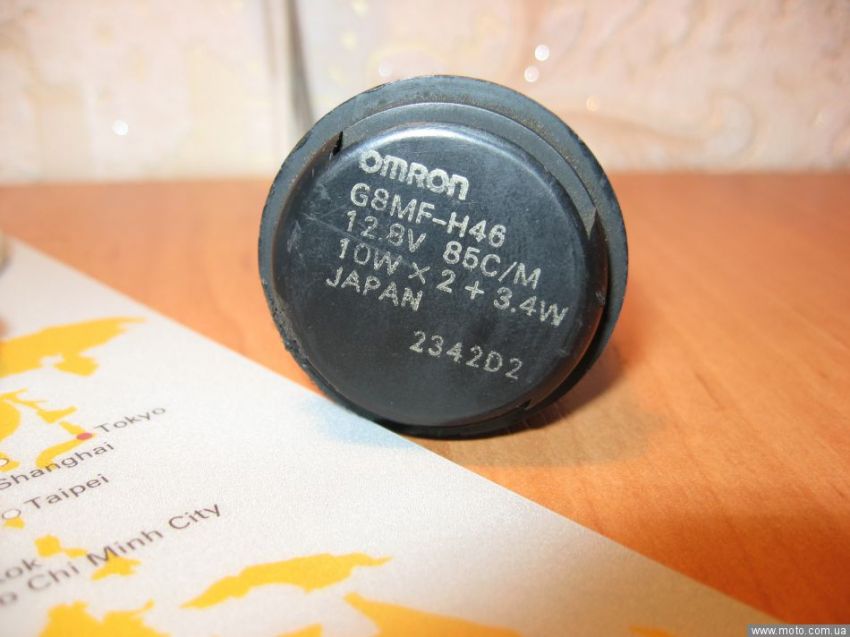 OMRON
G8MF-H46
12.8V 85C/M
10W x 2 + 3.4W
JAPAN
2342D2
Tokyo
Shanghai
Taipei
Chi Minh City
www.moto.com.ua